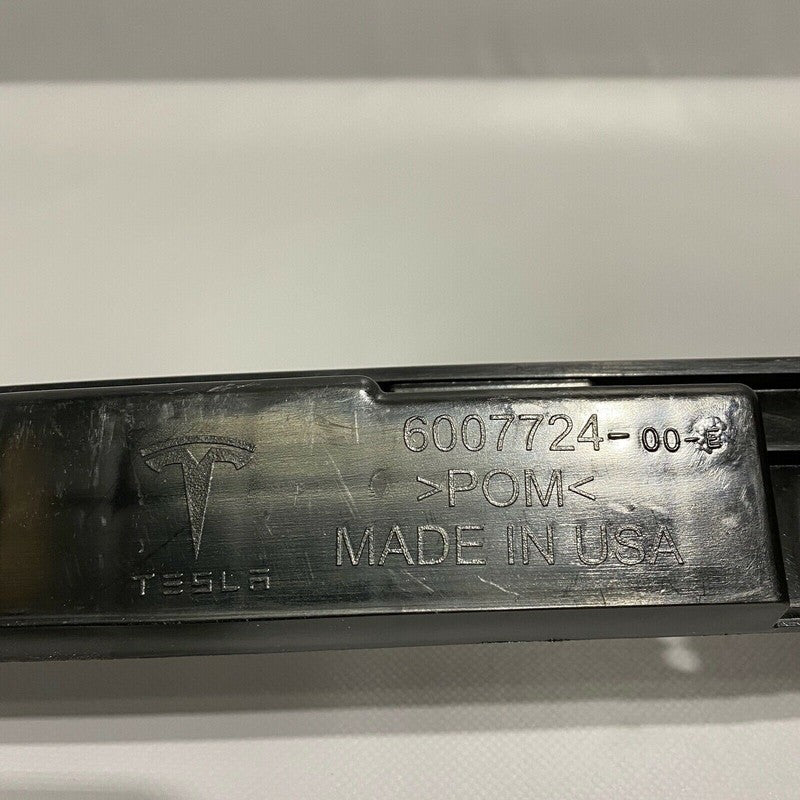 6007724-00-E
>POM<
MADE IN USA
TESLA